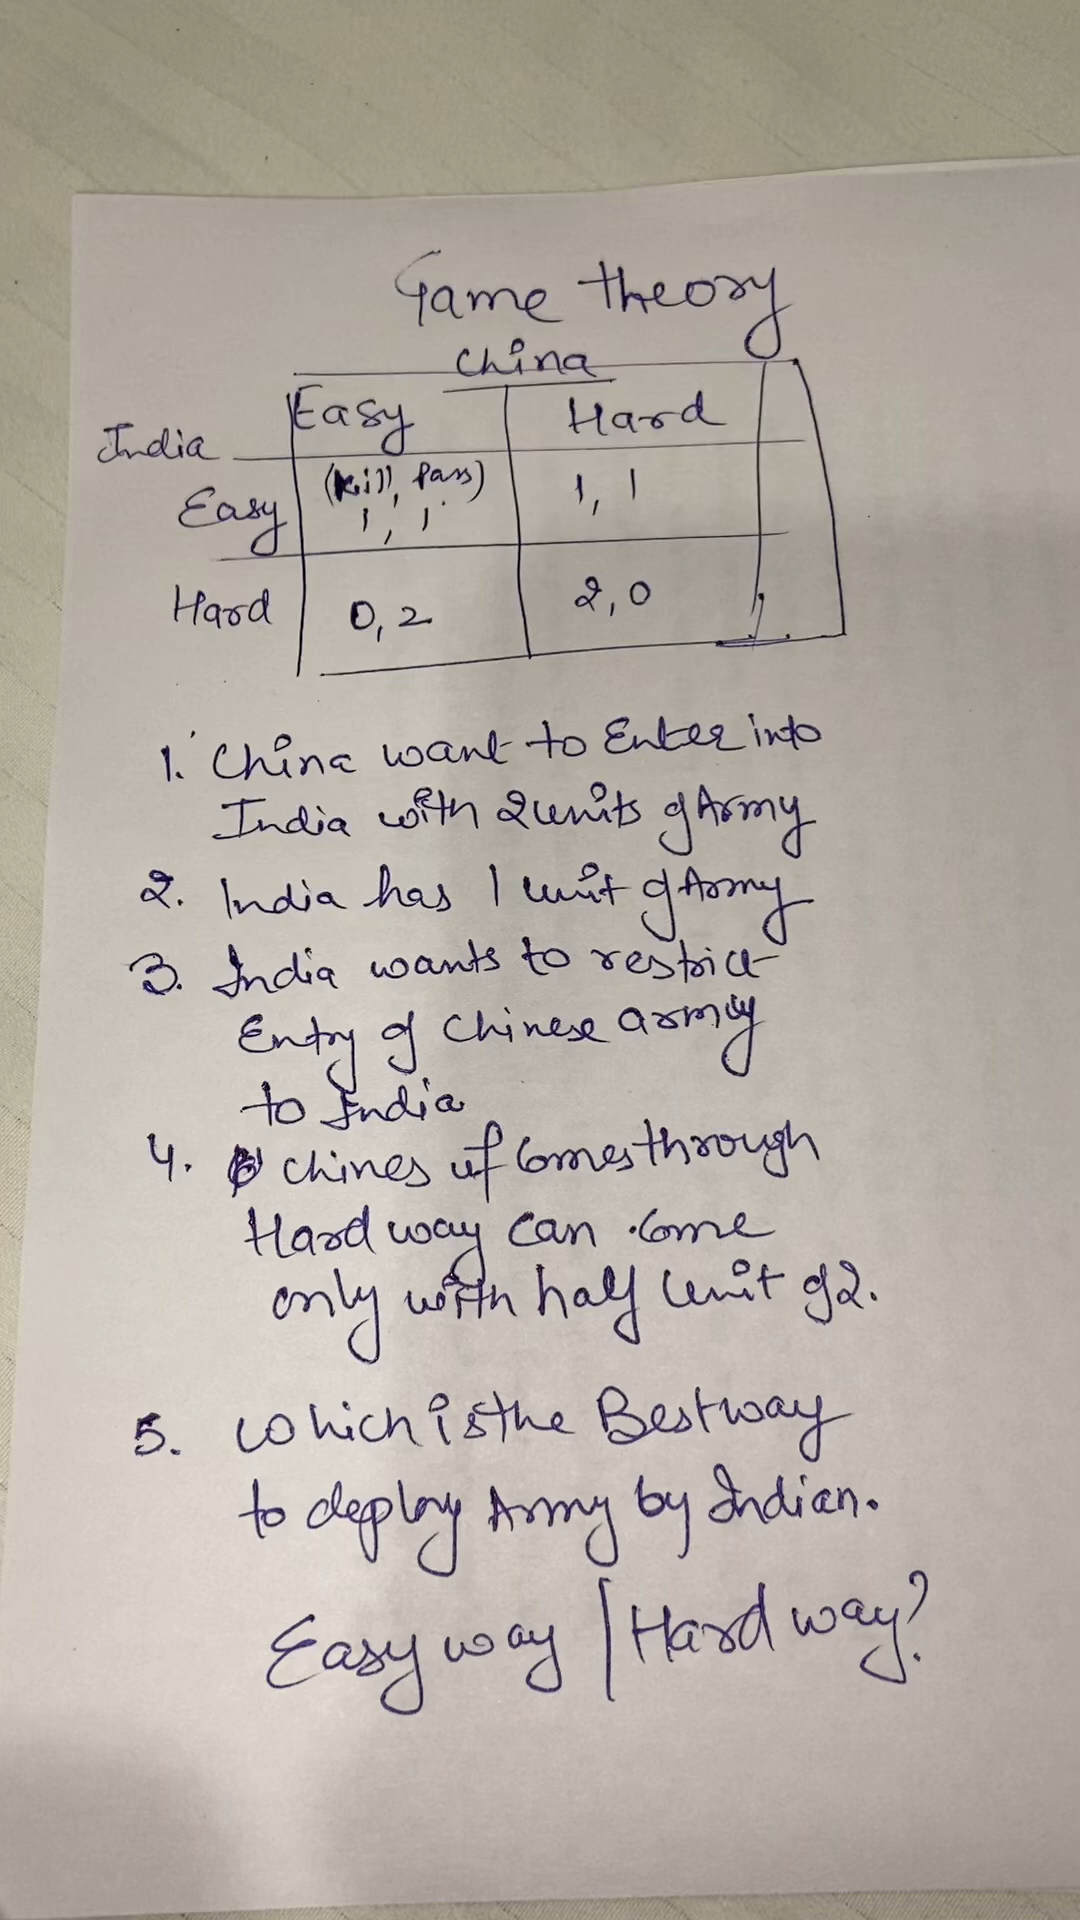 Game theory
China
Easy Hard
India
(kill, Pass)
Easy 1, 1 1, 1
Hard 0, 2 2, 0
1. China want to Enter into
India with 2 units of Army
2. India has 1 unit of Army
3. India wants to restrict
Entry of Chinese army
to India
4. Chines if Comes through
Hard way can come
only with half unit of 2.
5. Which is the Best way
to deploy Army by Indian.
Easy way | Hard way?